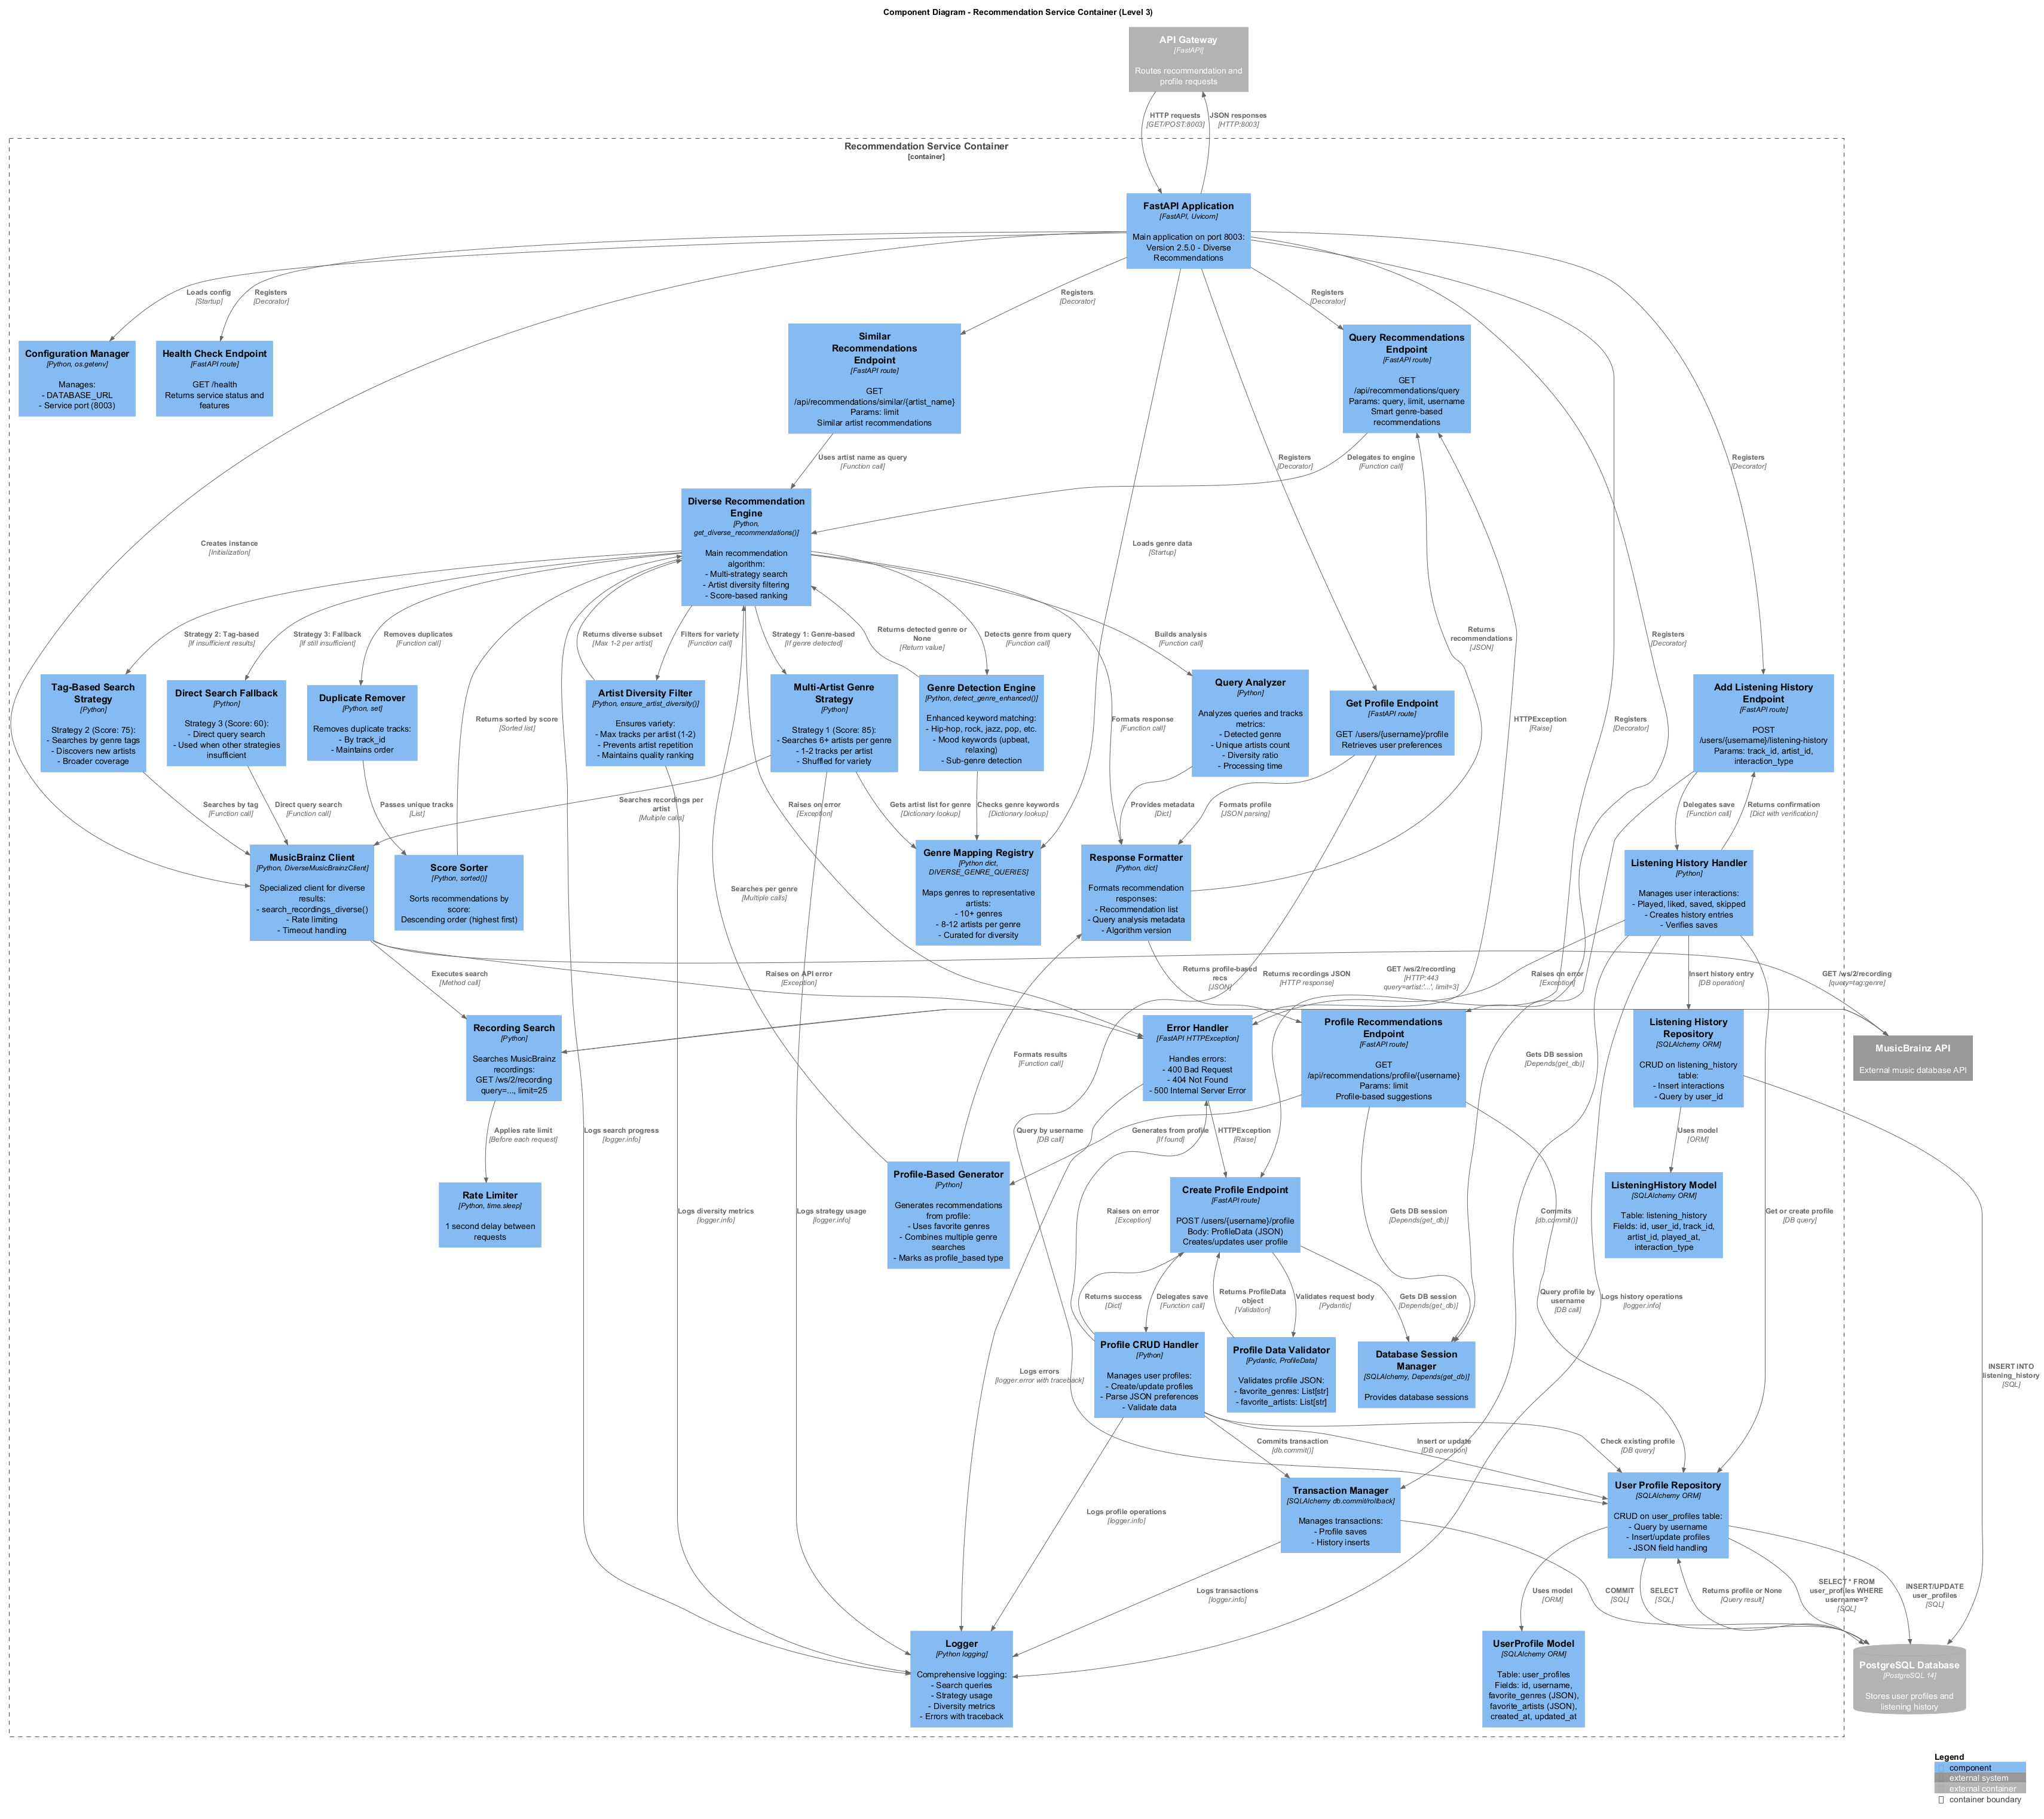 Component Diagram - Recommendation Service Container (Level 3)
API Gateway
[FastAPI]
Routes recommendation and
profile requests
HTTP requests
[GET/POST:8003]
JSON responses
[HTTP:8003]
Recommendation Service Container
[container]
FastAPI Application
[FastAPI, Uvicorn]
Main application on port 8003:
Version 2.5.0 - Diverse
Recommendations
Loads config
[Startup]
Registers
[Decorator]
Registers
[Decorator]
Registers
[Decorator]
Configuration Manager
[Python, os.getenv]
Manages:
- DATABASE_URL
- Service port (8003)
Health Check Endpoint
[FastAPI route]
GET /health
Returns service status and
features
Similar
Recommendations
Endpoint
[FastAPI route]
GET
/api/recommendations/similar/{artist_name}
Params: limit
Similar artist recommendations
Query Recommendations
Endpoint
[FastAPI route]
GET
/api/recommendations/query
Params: query, limit, username
Smart genre-based
recommendations
Uses artist name as query
[Function call]
Registers
[Decorator]
Delegates to engine
[Function call]
Registers
[Decorator]
Diverse Recommendation
Engine
[Python,
get_diverse_recommendations()]
Main recommendation
algorithm:
- Multi-strategy search
- Artist diversity filtering
- Score-based ranking
Creates instance
[Initialization]
Loads genre data
[Startup]
Strategy 2: Tag-based
[If insufficient results]
Strategy 3: Fallback
[If still insufficient]
Removes duplicates
[Function call]
Returns diverse subset
[Max 1-2 per artist]
Filters for variety
[Function call]
Strategy 1: Genre-based
[If genre detected]
Returns detected genre or
None
[Return value]
Detects genre from query
[Function call]
Builds analysis
[Function call]
Returns
recommendations
[JSON]
Registers
[Decorator]
Tag-Based Search
Strategy
[Python]
Strategy 2 (Score: 75):
- Searches by genre tags
- Discovers new artists
- Broader coverage
Direct Search Fallback
[Python]
Strategy 3 (Score: 60):
- Direct query search
- Used when other strategies
insufficient
Duplicate Remover
[Python, set]
Removes duplicate tracks:
- By track_id
- Maintains order
Returns sorted by score
[Sorted list]
Artist Diversity Filter
[Python, ensure_artist_diversity()]
Ensures variety:
- Max tracks per artist (1-2)
- Prevents artist repetition
- Maintains quality ranking
Multi-Artist Genre
Strategy
[Python]
Strategy 1 (Score: 85):
- Searches 6+ artists per genre
- 1-2 tracks per artist
- Shuffled for variety
Genre Detection Engine
[Python, detect_genre_enhanced()]
Enhanced keyword matching:
- Hip-hop, rock, jazz, pop, etc.
- Mood keywords (upbeat,
relaxing)
- Sub-genre detection
Formats response
[Function call]
Query Analyzer
[Python]
Analyzes queries and tracks
metrics:
- Detected genre
- Unique artists count
- Diversity ratio
- Processing time
Get Profile Endpoint
[FastAPI route]
GET /users/{username}/profile
Retrieves user preferences
HTTPException
[Raise]
Registers
[Decorator]
Add Listening History
Endpoint
[FastAPI route]
POST
/users/{username}/listening-history
Params: track_id, artist_id,
interaction_type
Searches by tag
[Function call]
Direct query search
[Function call]
Passes unique tracks
[List]
Searches recordings per
artist
[Multiple calls]
Raises on error
[Exception]
Gets artist list for genre
[Dictionary lookup]
Checks genre keywords
[Dictionary lookup]
Provides metadata
[Dict]
Formats profile
[JSON parsing]
Delegates save
[Function call]
Returns confirmation
[Dict with verification]
MusicBrainz Client
[Python, DiverseMusicBrainzClient]
Specialized client for diverse
results:
- search_recordings_diverse()
- Rate limiting
- Timeout handling
Score Sorter
[Python, sorted()]
Sorts recommendations by
score:
Descending order (highest first)
Searches per genre
[Multiple calls]
Genre Mapping Registry
[Python dict,
DIVERSE_GENRE_QUERIES]
Maps genres to representative
artists:
- 10+ genres
- 8-12 artists per genre
- Curated for diversity
Response Formatter
[Python, dict]
Formats recommendation
responses:
- Recommendation list
- Query analysis metadata
- Algorithm version
Listening History Handler
[Python]
Manages user interactions:
- Played, liked, saved, skipped
- Creates history entries
- Verifies saves
Executes search
[Method call]
Raises on API error
[Exception]
Returns profile-based
recs
[JSON]
Returns recordings JSON
[HTTP response]
GET /ws/2/recording
[HTTP:443
query=artist:'...', limit=3]
Raises on error
[Exception]
Insert history entry
[DB operation]
GET /ws/2/recording
[query=tag:genre]
Recording Search
[Python]
Searches MusicBrainz
recordings:
GET /ws/2/recording
query=..., limit=25
Formats results
[Function call]
Error Handler
[FastAPI HTTPException]
Handles errors:
- 400 Bad Request
- 404 Not Found
- 500 Internal Server Error
Profile Recommendations
Endpoint
[FastAPI route]
GET
/api/recommendations/profile/{username}
Params: limit
Profile-based suggestions
Gets DB session
[Depends(get_db)]
Listening History
Repository
[SQLAlchemy ORM]
CRUD on listening_history
table:
- Insert interactions
- Query by user_id
MusicBrainz API
External music database API
Applies rate limit
[Before each request]
Logs search progress
[logger.info]
Query by username
[DB call]
Generates from profile
[If found]
HTTPException
[Raise]
Uses model
[ORM]
Rate Limiter
[Python, time.sleep]
1 second delay between
requests
Logs diversity metrics
[logger.info]
Logs strategy usage
[logger.info]
Profile-Based Generator
[Python]
Generates recommendations
from profile:
- Uses favorite genres
- Combines multiple genre
searches
- Marks as profile_based type
Raises on error
[Exception]
Create Profile Endpoint
[FastAPI route]
POST /users/{username}/profile
Body: ProfileData (JSON)
Creates/updates user profile
Gets DB session
[Depends(get_db)]
Commits
[db.commit()]
ListeningHistory Model
[SQLAlchemy ORM]
Table: listening_history
Fields: id, user_id, track_id,
artist_id, played_at,
interaction_type
Get or create profile
[DB query]
Returns success
[Dict]
Delegates save
[Function call]
Returns ProfileData
object
[Validation]
Validates request body
[Pydantic]
Gets DB session
[Depends(get_db)]
Query profile by
username
[DB call]
Logs history operations
[logger.info]
Logs errors
[logger.error with traceback]
Profile CRUD Handler
[Python]
Manages user profiles:
- Create/update profiles
- Parse JSON preferences
- Validate data
Profile Data Validator
[Pydantic, ProfileData]
Validates profile JSON:
- favorite_genres: List[str]
- favorite_artists: List[str]
Database Session
Manager
[SQLAlchemy, Depends(get_db)]
Provides database sessions
INSERT INTO
listening_history
[SQL]
Commits transaction
[db.commit()]
Insert or update
[DB operation]
Check existing profile
[DB query]
Logs profile operations
[logger.info]
Transaction Manager
[SQLAlchemy db.commit/rollback]
Manages transactions:
- Profile saves
- History inserts
User Profile Repository
[SQLAlchemy ORM]
CRUD on user_profiles table:
- Query by username
- Insert/update profiles
- JSON field handling
Logs transactions
[logger.info]
Uses model
[ORM]
COMMIT
[SQL]
SELECT
[SQL]
Returns profile or None
[Query result]
SELECT * FROM
user_profiles WHERE
username=?
[SQL]
INSERT/UPDATE
user_profiles
[SQL]
Logger
[Python logging]
Comprehensive logging:
- Search queries
- Strategy usage
- Diversity metrics
- Errors with traceback
UserProfile Model
[SQLAlchemy ORM]
Table: user_profiles
Fields: id, username,
favorite_genres (JSON),
favorite_artists (JSON),
created_at, updated_at
PostgreSQL Database
[PostgreSQL 14]
Stores user profiles and
listening history
Legend
component
external system
external container
container boundary